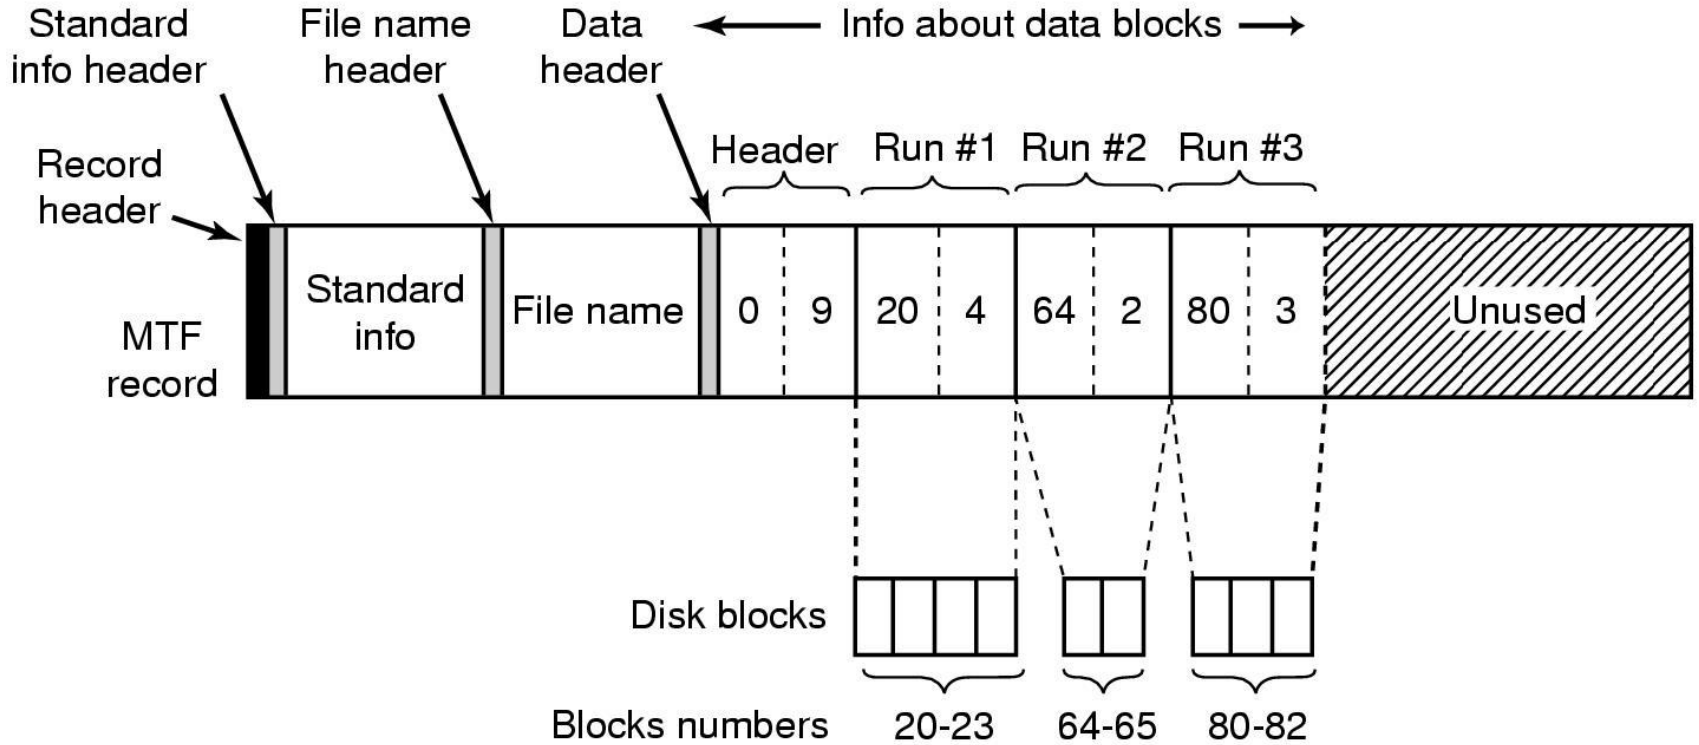 Standard
info header
File name
header
Data
header
Info about data blocks
Record
header
Header
Run #1
Run #2
Run #3
MTF
record
Standard
info
File name
0 9 20 4 64 2 80 3
Unused
Disk blocks
Blocks numbers 20-23 64-65 80-82